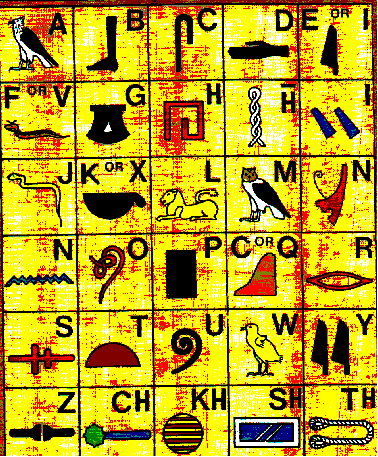 A B C D E OR I
F OR V G H H̅ I
J K OR X L M N
N O P C OR Q R
S T U W Y
Z CH KH SH TH